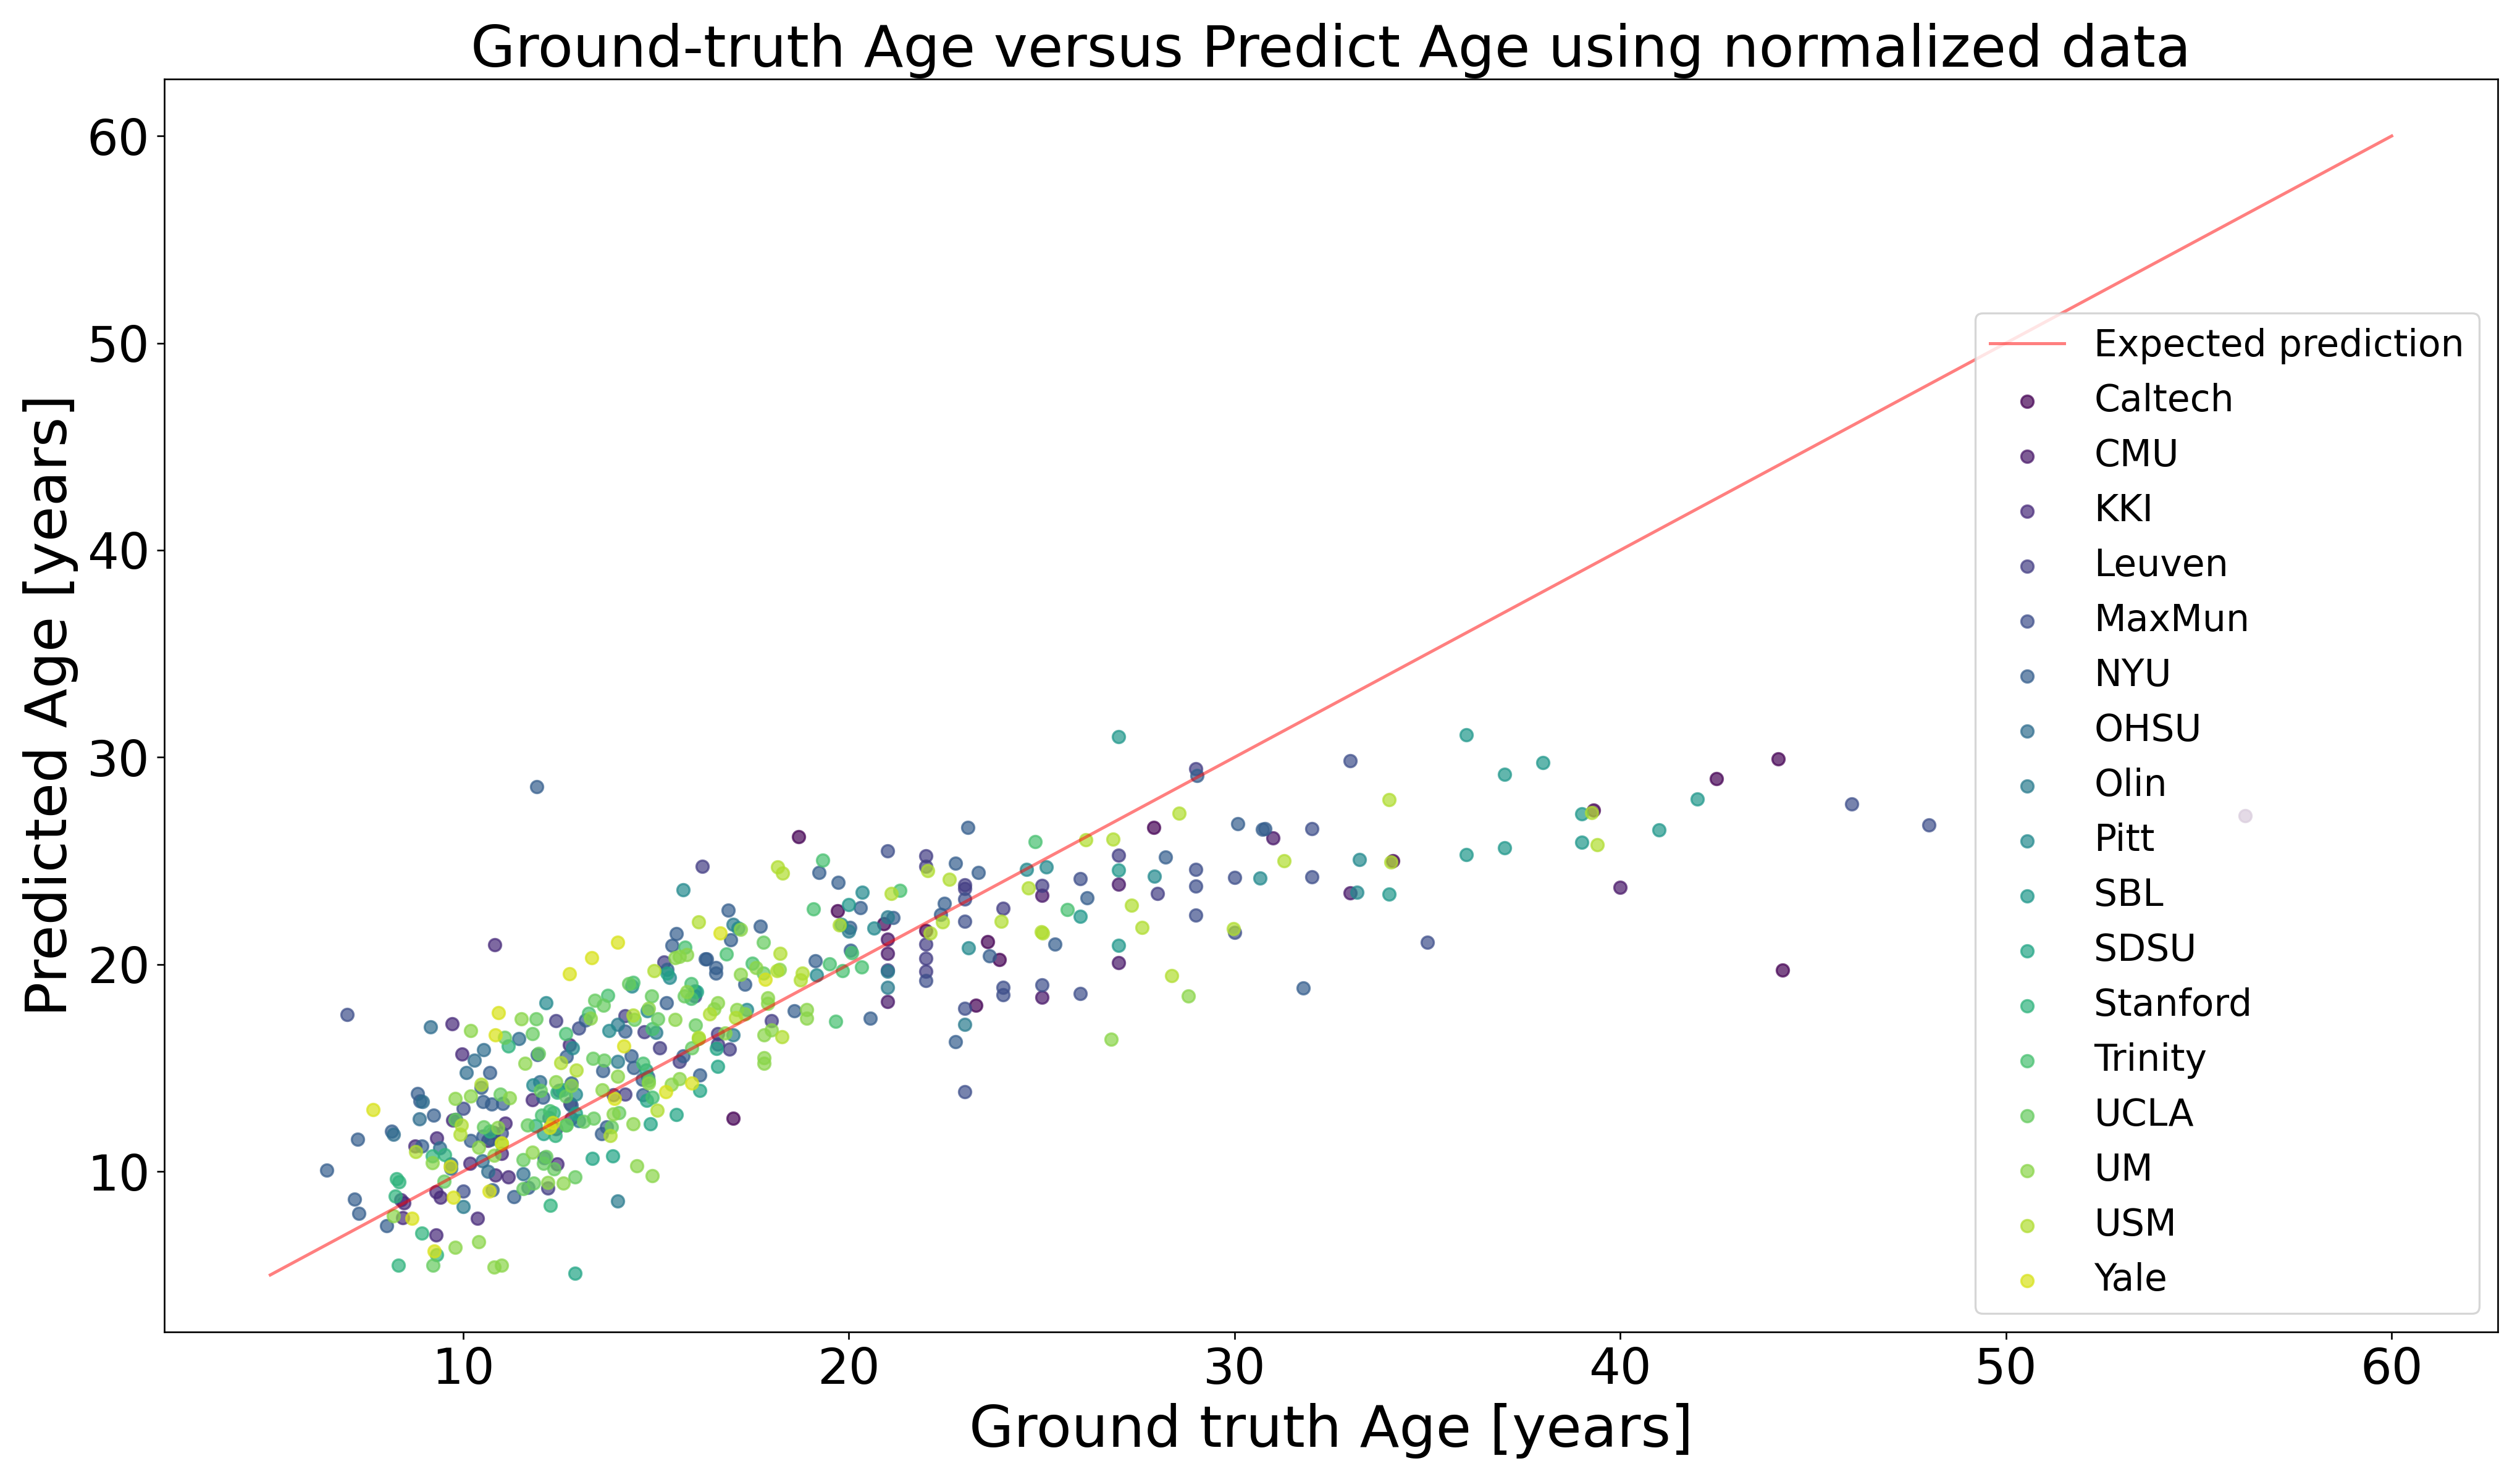 Ground-truth Age versus Predict Age using normalized data
Predicted Age [years]
60
50
40
30
20
10
Expected prediction
Caltech
CMU
KKI
Leuven
MaxMun
NYU
OHSU
Olin
Pitt
SBL
SDSU
Stanford
Trinity
UCLA
UM
USM
Yale
10 20 30 40 50 60
Ground truth Age [years]